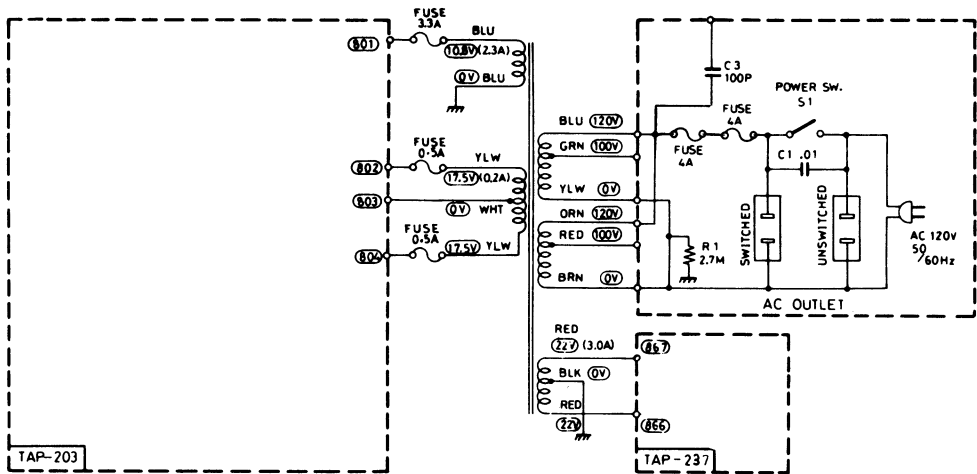 FUSE
3.3A
801
BLU
10.8V (2.3A)
0V BLU
C3
100P
POWER SW.
S1
FUSE
4A
BLU 120V
GRN 100V
FUSE
4A
FUSE
0.5A
YLW
C1 .01
802
17.5V (0.2A)
YLW 0V
803
0V WHT
ORN 120V
SWITCHED
UNSWITCHED
FUSE
0.5A
RED 100V
AC 120V
50
/60Hz
804
17.5V YLW
R1
2.7M
BRN 0V
AC OUTLET
RED
22V (3.0A)
867
BLK 0V
RED
22V
866
TAP-203
TAP-237